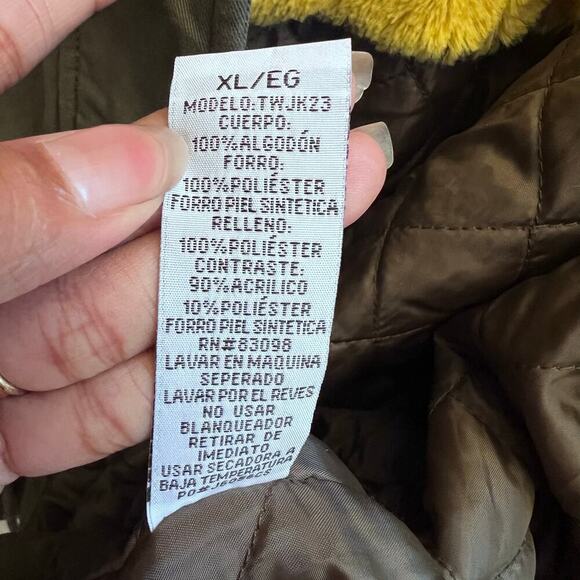 XL/EG
MODELO:TWJK23
CUERPO:
100%ALGODÓN
FORRO:
100%POLIÉSTER
FORRO PIEL SINTETICA
RELLENO:
100%POLIÉSTER
CONTRASTE:
90%ACRILICO
10%POLIÉSTER
FORRO PIEL SINTETICA
RN#83098
LAVAR EN MAQUINA
SEPERADO
LAVAR POR EL REVES
NO USAR
BLANQUEADOR
RETIRAR DE
IMEDIATO
USAR SECADORA A
BAJA TEMPERATURA